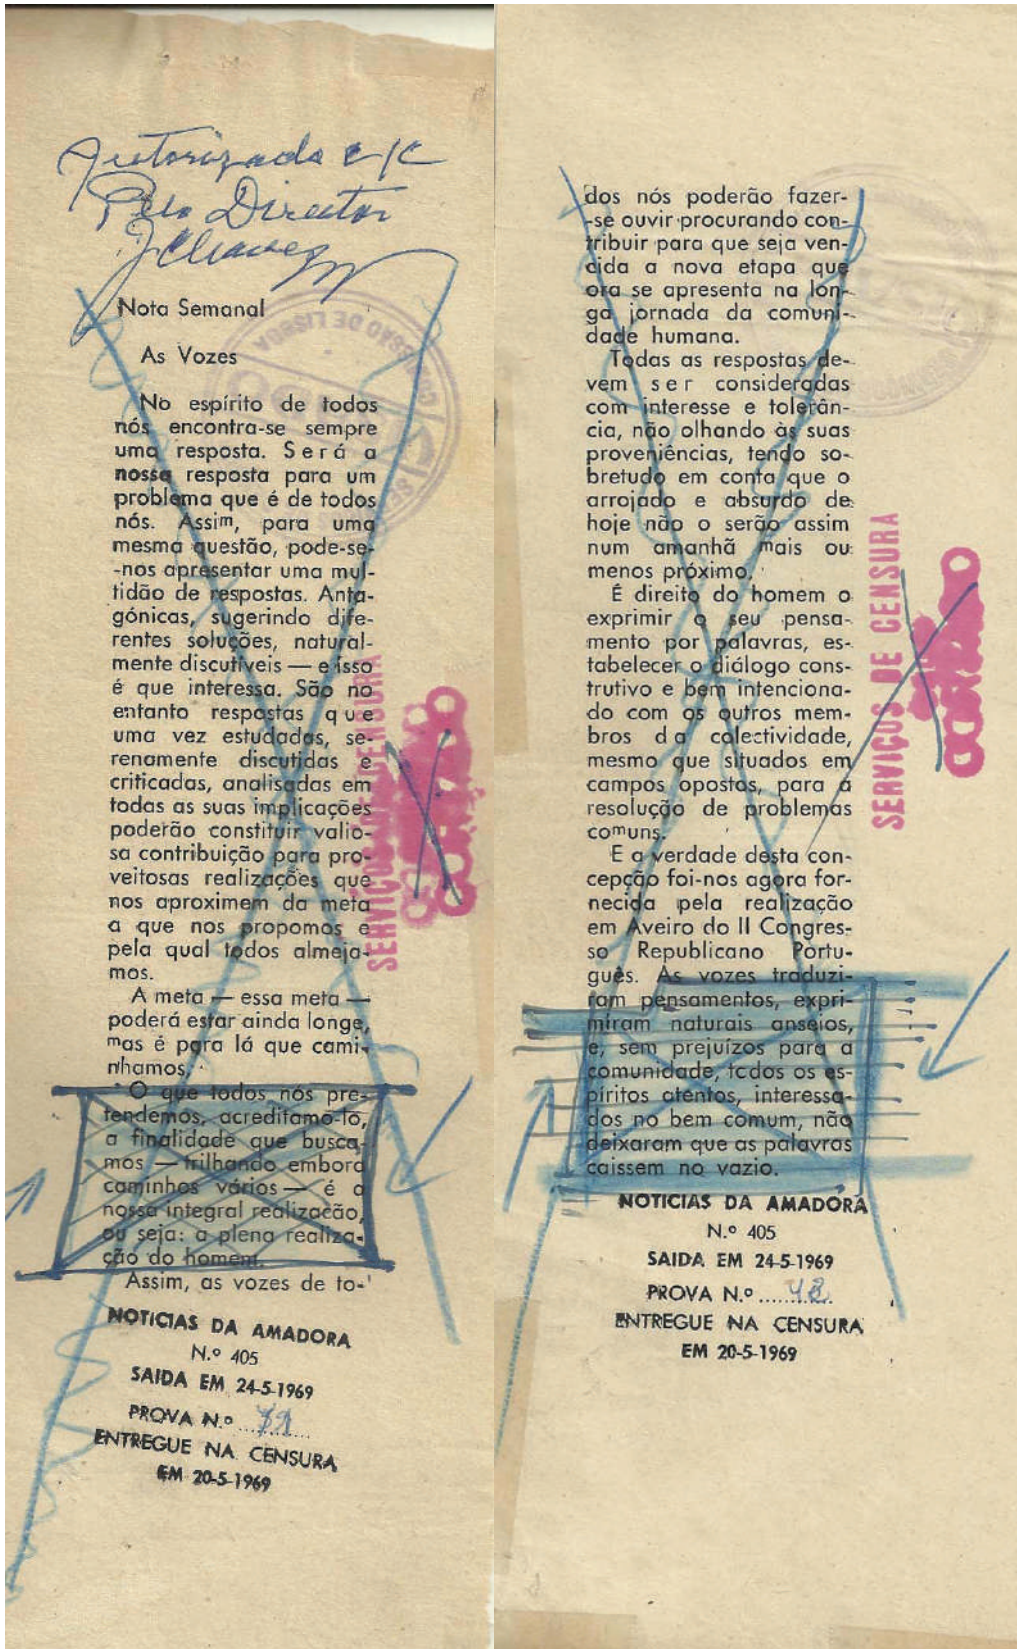 Autorizada c/c
Pelo Director
JChaves
Nota Semanal
As Vozes
No espírito de todos
nós encontra-se sempre
uma resposta. Será a
nossa resposta para um
problema que é de todos
nós. Assim, para uma
mesma questão, pode-se-
-nos apresentar uma mul-
tidão de respostas. Anta-
gónicas, sugerindo dife-
rentes soluções, natural-
mente discutíveis — e isso
é que interessa. São no
entanto respostas que
uma vez estudadas, se-
renamente discutidas e
criticadas, analisadas em
todas as suas implicações
poderão constituir valio-
sa contribuição para pro-
veitosas realizações que
nos aproximem da meta
a que nos propomos e
pela qual todos almeja-
mos.
A meta — essa meta —
poderá estar ainda longe,
mas é para lá que cami-
nhamos.
O que todos nós pre-
tendemos, acreditamo-lo,
a finalidade que busca-
mos — trilhando embora
caminhos vários — é a
nossa integral realização,
ou seja: a plena realiza-
ção do homem.
Assim, as vozes de to-
NOTICIAS DA AMADORA
N.º 405
SAIDA EM 24-5-1969
PROVA N.º
ENTREGUE NA CENSURA
EM 20-5-1969
SERVIÇOS DE CENSURA
COMISSÃO DE LISBOA
dos nós poderão fazer-
-se ouvir procurando con-
tribuir para que seja ven-
cida a nova etapa que
ora se apresenta na lon-
ga jornada da comuni-
dade humana.
Todas as respostas de-
vem ser consideradas
com interesse e tolerân-
cia, não olhando às suas
proveniências, tendo so-
bretudo em conta que o
arrojado e absurdo de
hoje não o serão assim
num amanhã mais ou
menos próximo.
É direito do homem o
exprimir o seu pensa-
mento por palavras, es-
tabelecer o diálogo cons-
trutivo e bem intenciona-
do com os outros mem-
bros da colectividade,
mesmo que situados em
campos opostos, para a
resolução de problemas
comuns.
E a verdade desta con-
cepção foi-nos agora for-
necida pela realização
em Aveiro do II Congres-
so Republicano Portu-
guês. As vozes traduzi-
ram pensamentos, expri-
miram naturais anseios,
e, sem prejuízos para a
comunidade, todos os es-
píritos atentos, interessa-
dos no bem comum, não
deixaram que as palavras
caissem no vazio.
NOTICIAS DA AMADORA
N.º 405
SAIDA EM 24-5-1969
PROVA N.º
ENTREGUE NA CENSURA
EM 20-5-1969
SERVIÇOS DE CENSURA